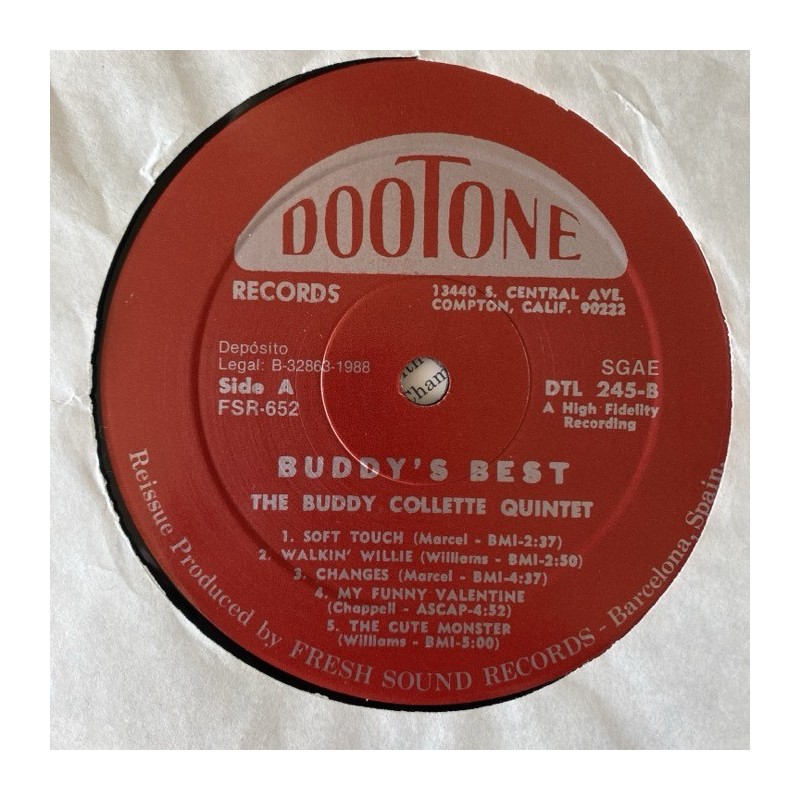 DOOTONE
RECORDS
13440 S. CENTRAL AVE.
COMPTON, CALIF. 90222
Depósito
Legal: B-32863-1988
Side A
FSR-652
SGAE
DTL 245-B
A High Fidelity
Recording
Cham
BUDDY'S BEST
THE BUDDY COLLETTE QUINTET
1. SOFT TOUCH (Marcel - BMI-2:37)
2. WALKIN' WILLIE (Williams - BMI-2:50)
3. CHANGES (Marcel - BMI-4:37)
4. MY FUNNY VALENTINE
(Chappell - ASCAP-4:52)
5. THE CUTE MONSTER
(Williams - BMI-5:00)
Reissue Produced by FRESH SOUND RECORDS - Barcelona, Spain